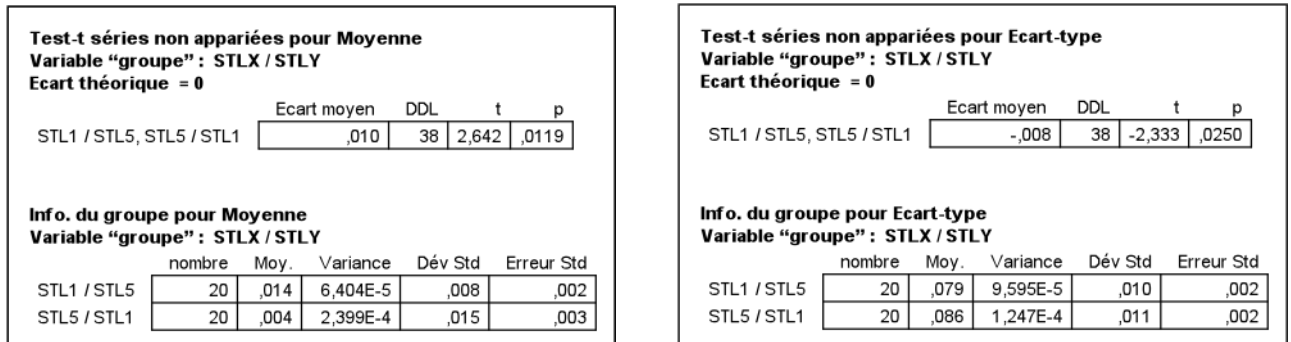 Test-t séries non appariées pour Moyenne
Variable "groupe" : STLX / STLY
Ecart théorique = 0
Ecart moyen DDL t p
STL1 / STL5, STL5 / STL1 ,010 38 2,642 ,0119
Info. du groupe pour Moyenne
Variable "groupe" : STLX / STLY
nombre Moy. Variance Dév Std Erreur Std
STL1 / STL5 20 ,014 6,404E-5 ,008 ,002
STL5 / STL1 20 ,004 2,399E-4 ,015 ,003
Test-t séries non appariées pour Ecart-type
Variable "groupe" : STLX / STLY
Ecart théorique = 0
Ecart moyen DDL t p
STL1 / STL5, STL5 / STL1 -,008 38 -2,333 ,0250
Info. du groupe pour Ecart-type
Variable "groupe" : STLX / STLY
nombre Moy. Variance Dév Std Erreur Std
STL1 / STL5 20 ,079 9,595E-5 ,010 ,002
STL5 / STL1 20 ,086 1,247E-4 ,011 ,002